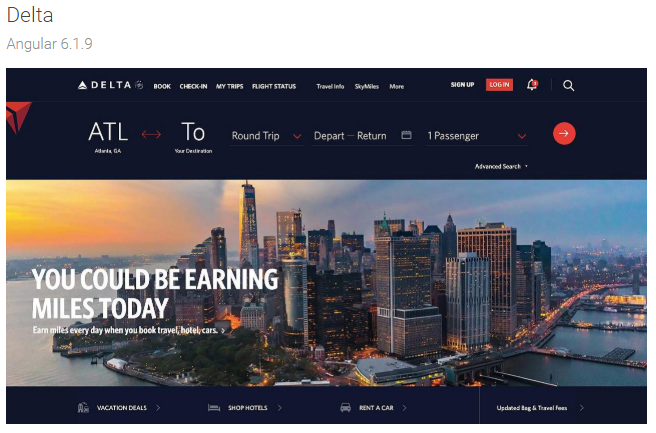 Delta
Angular 6.1.9
DELTA BOOK CHECK-IN MY TRIPS FLIGHT STATUS Travel Info SkyMiles More SIGN UP LOG IN
ATL To Round Trip Depart — Return 1 Passenger
Atlanta, GA Your Destination
Advanced Search
YOU COULD BE EARNING
MILES TODAY
Earn miles every day when you book travel, hotel, cars.
VACATION DEALS SHOP HOTELS RENT A CAR Updated Bag & Travel Fees